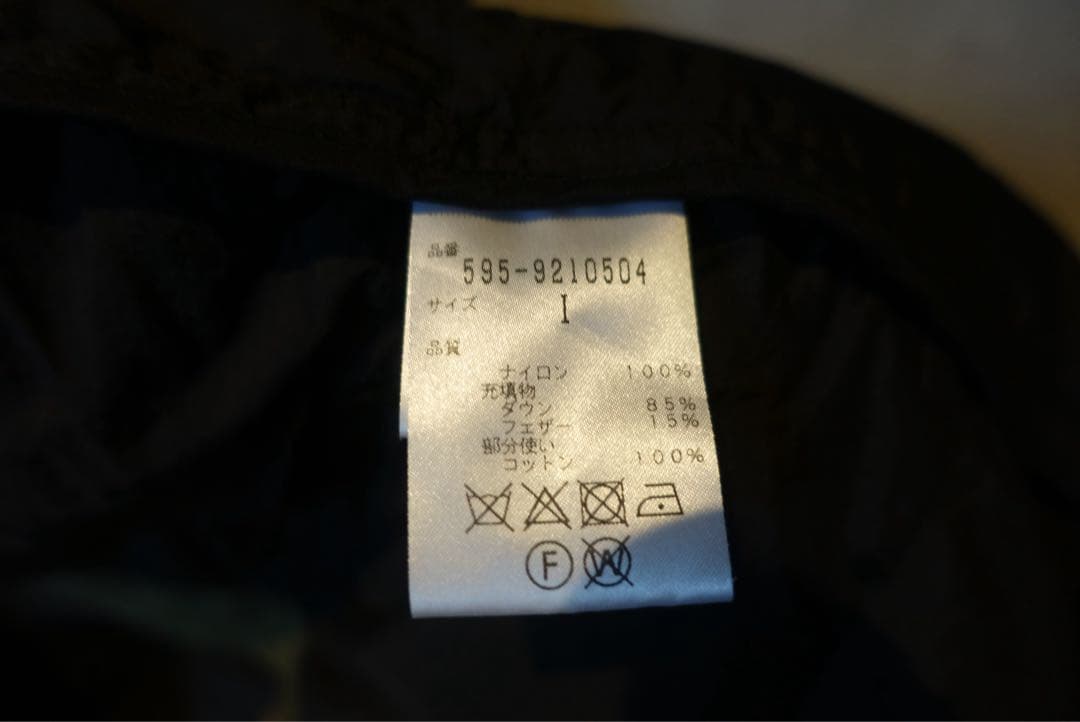 品番
595-9210504
サイズ 1
品質
ナイロン 100%
充填物
ダウン 85%
フェザー 15%
部分使い
コットン 100%
F W